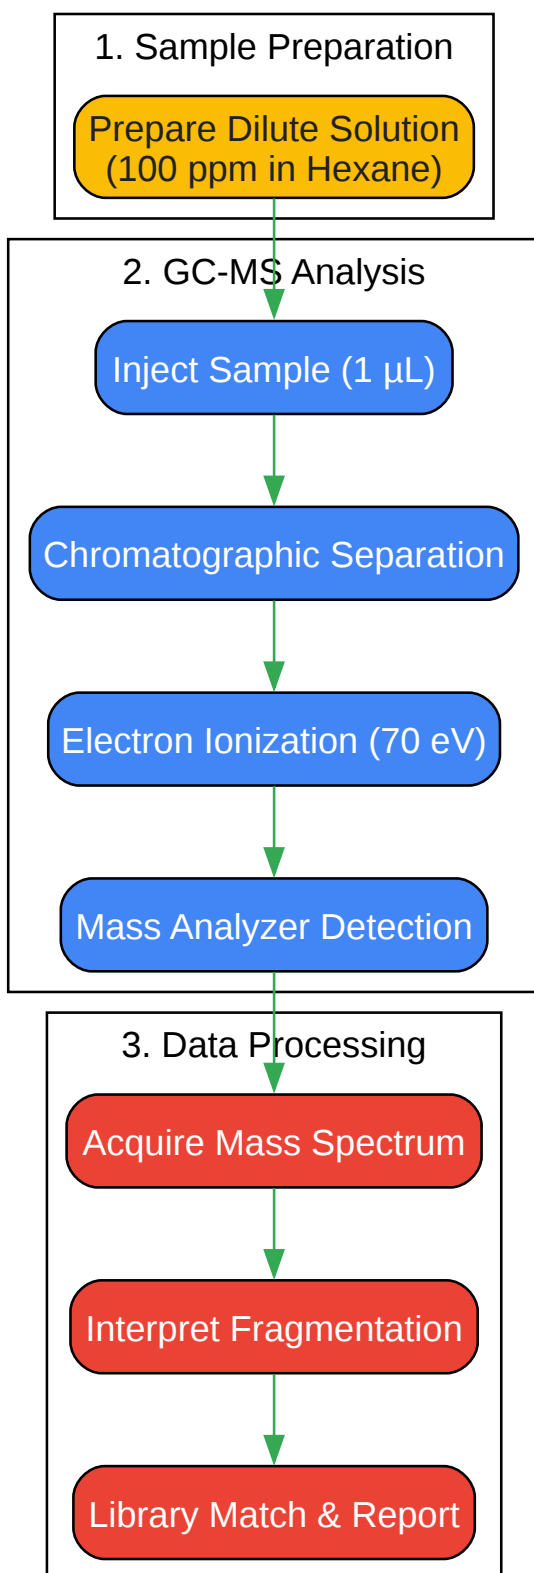 1. Sample Preparation
Prepare Dilute Solution
(100 ppm in Hexane)
2. GC-MS Analysis
Inject Sample (1 µL)
Chromatographic Separation
Electron Ionization (70 eV)
Mass Analyzer Detection
3. Data Processing
Acquire Mass Spectrum
Interpret Fragmentation
Library Match & Report